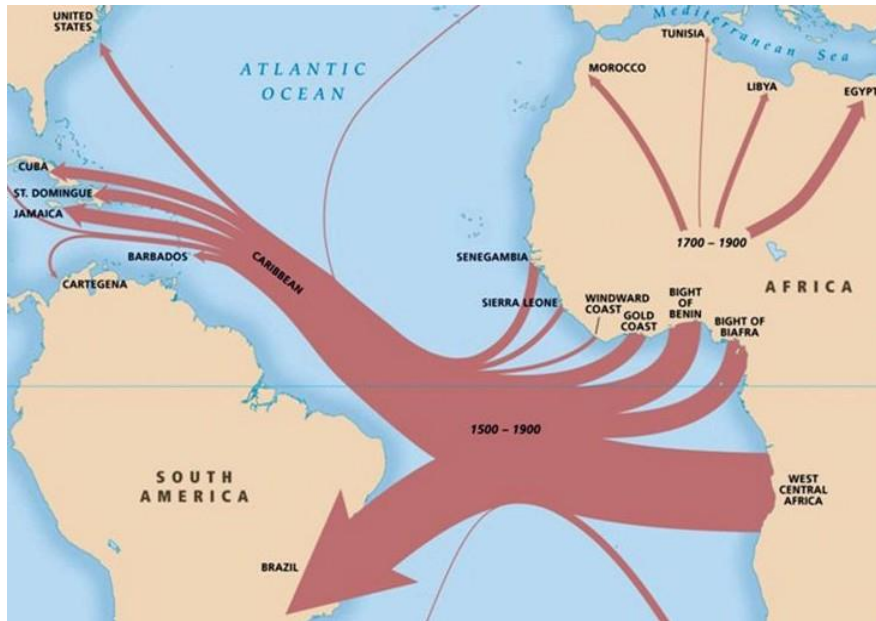 UNITED
STATES
ATLANTIC
OCEAN
Mediterranean Sea
TUNISIA
MOROCCO
LIBYA
EGYPT
CUBA
ST. DOMINGUE
JAMAICA
BARBADOS
CARTEGENA
CARIBBEAN
SENEGAMBIA
SIERRA LEONE
WINDWARD
COAST
GOLD
COAST
BIGHT
OF
BENIN
BIGHT OF
BIAFRA
1700 – 1900
AFRICA
1500 – 1900
SOUTH
AMERICA
WEST
CENTRAL
AFRICA
BRAZIL